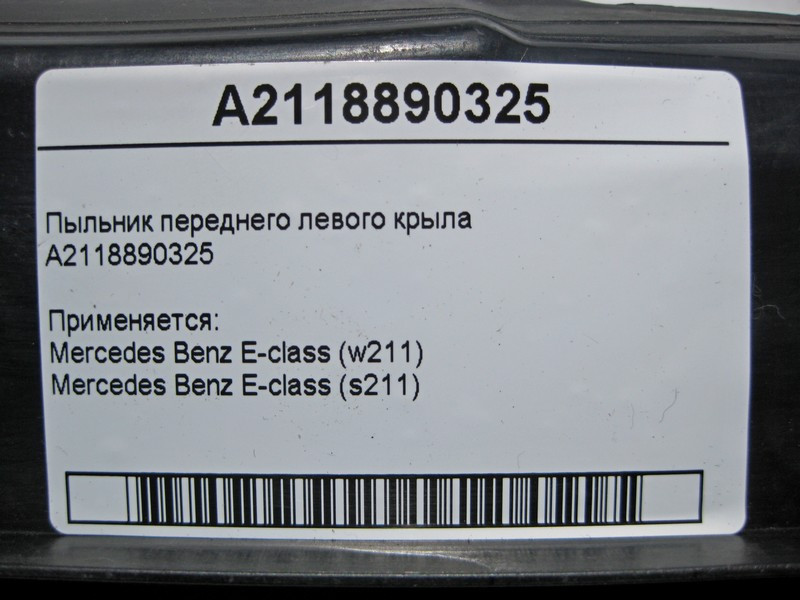 A2118890325
Пыльник переднего левого крыла
A2118890325
Применяется:
Mercedes Benz E-class (w211)
Mercedes Benz E-class (s211)